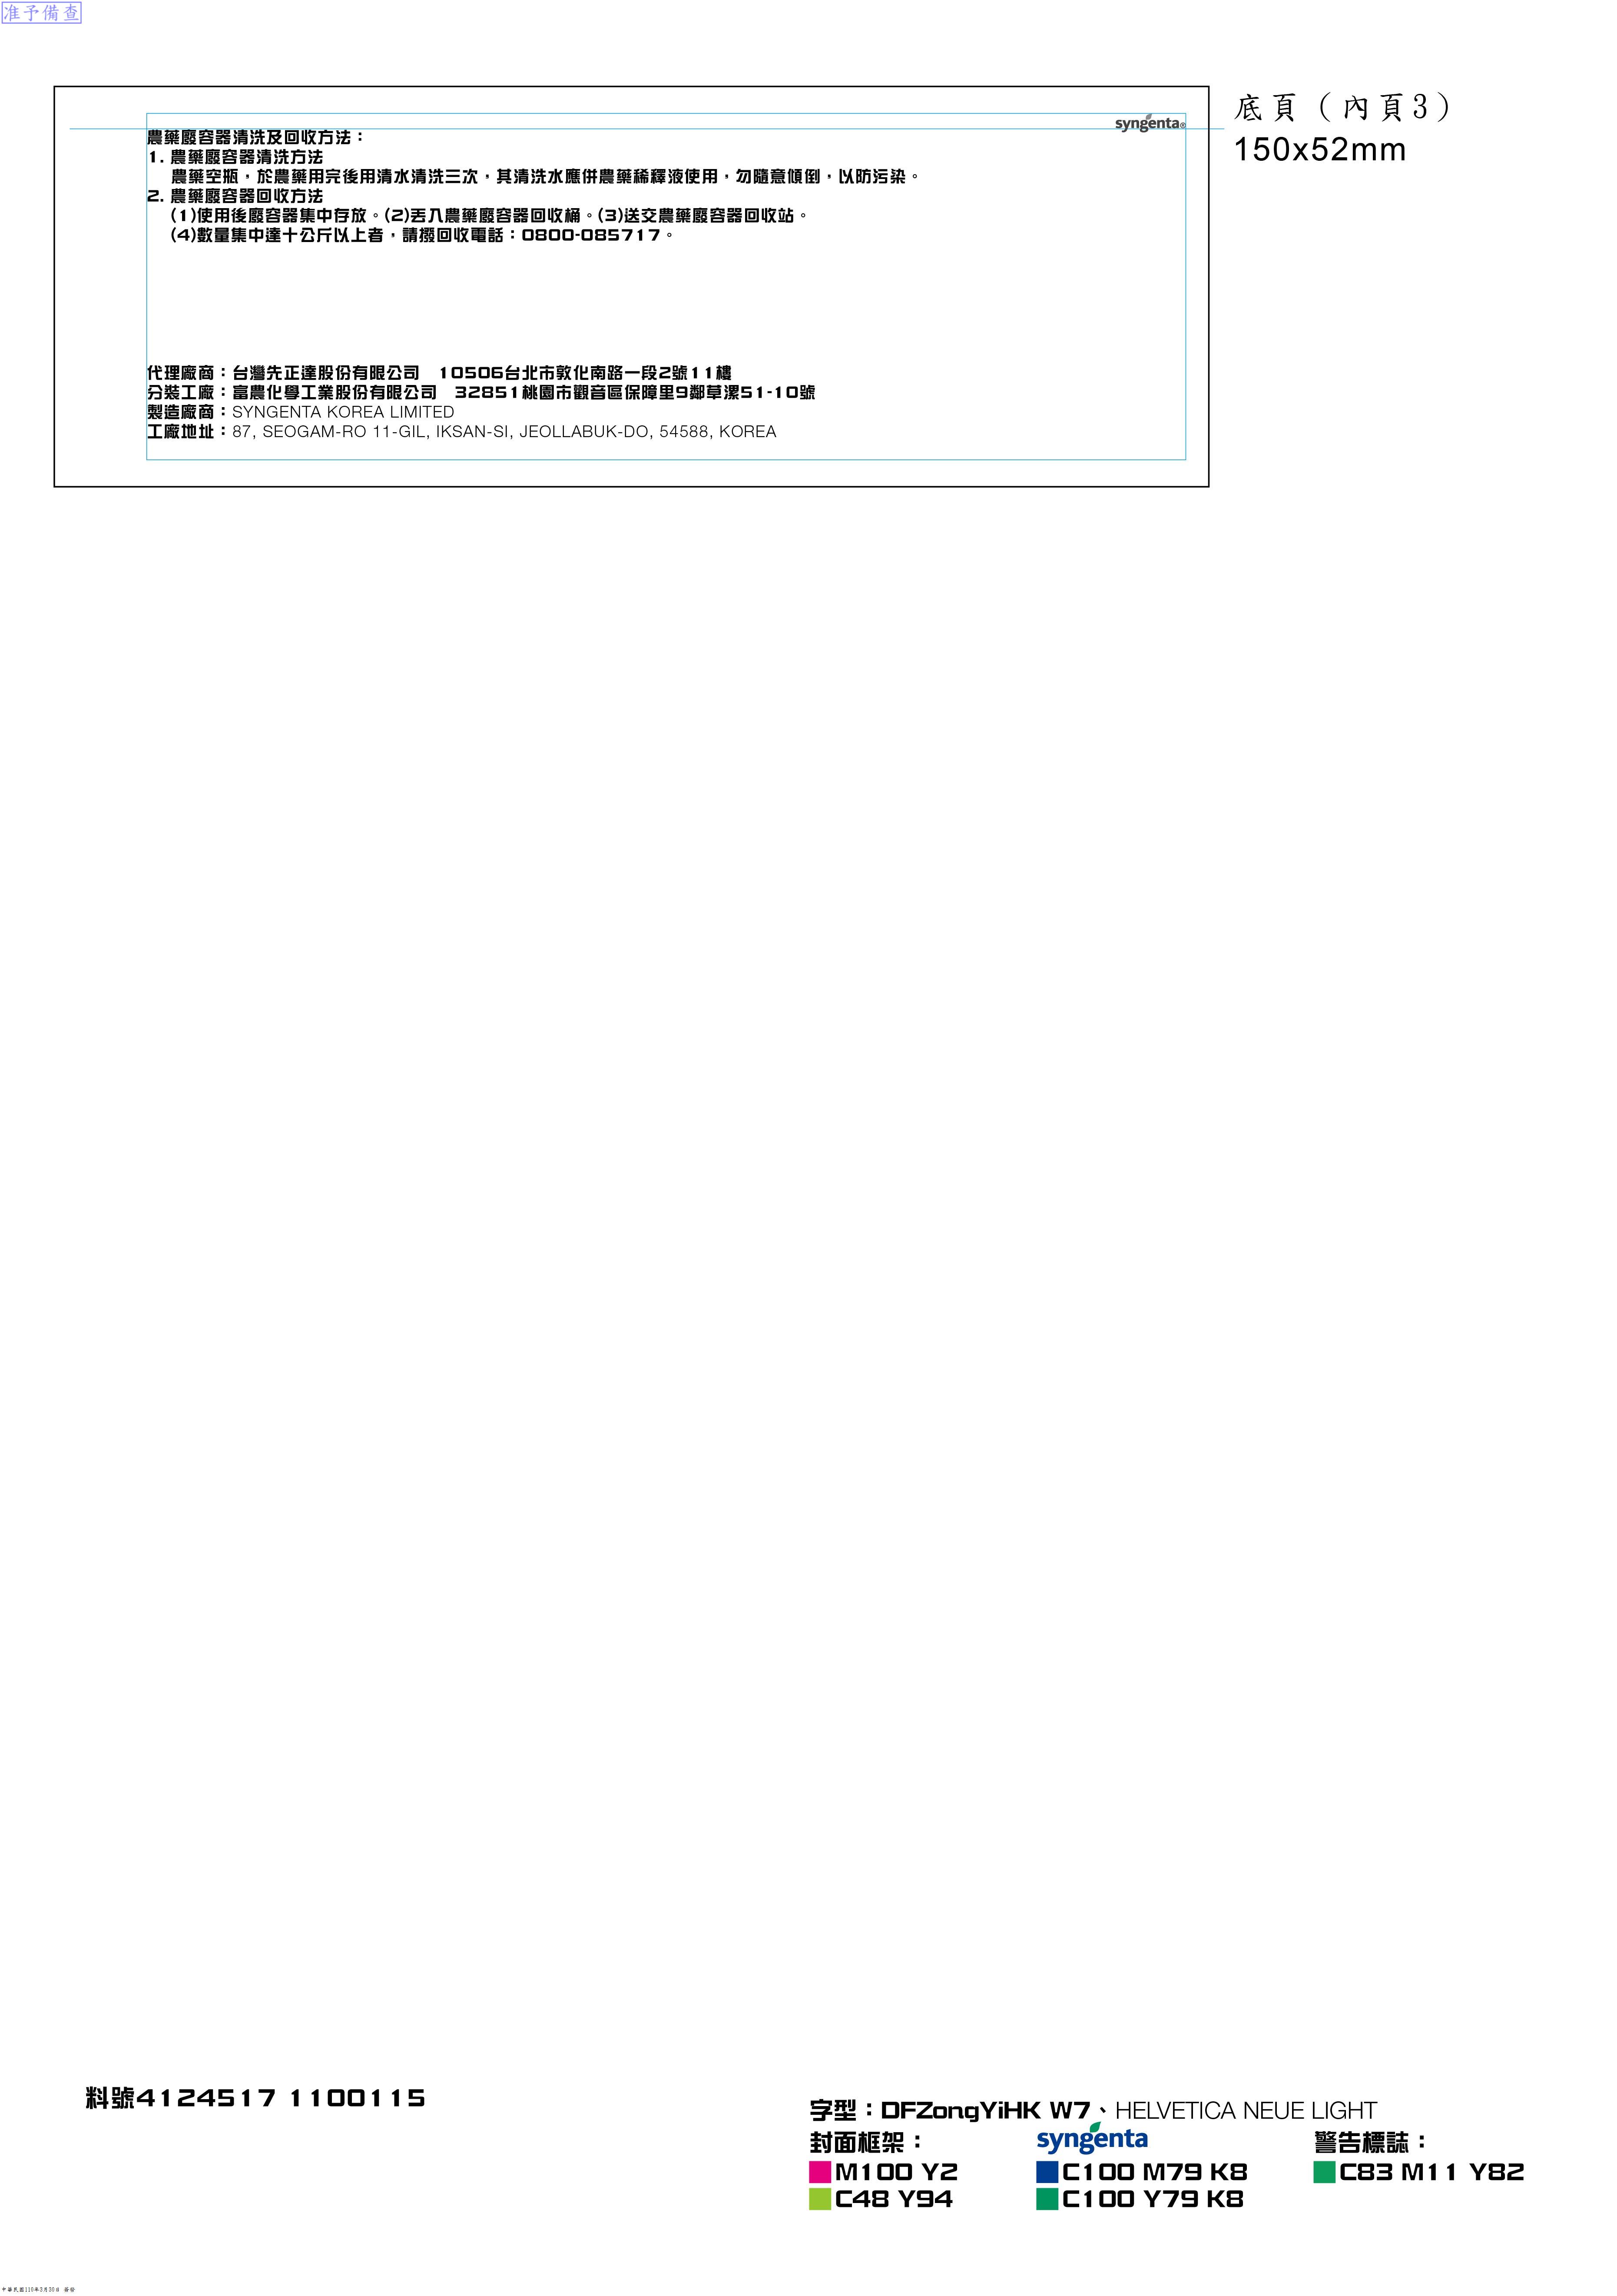 准予備查
底頁（內頁3）
150x52mm
syngenta®
農藥廢容器清洗及回收方法：
1. 農藥廢容器清洗方法
農藥空瓶，於農藥用完後用清水清洗三次，其清洗水應併農藥稀釋液使用，勿隨意傾倒，以防污染。
2. 農藥廢容器回收方法
(1)使用後廢容器集中存放。(2)丟入農藥廢容器回收桶。(3)送交農藥廢容器回收站。
(4)數量集中達十公斤以上者，請撥回收電話：0800-085717。
代理廠商：台灣先正達股份有限公司　10506台北市敦化南路一段2號11樓
分裝工廠：富農化學工業股份有限公司　32851桃園市觀音區保障里9鄰草漯51-10號
製造廠商：SYNGENTA KOREA LIMITED
工廠地址：87, SEOGAM-RO 11-GIL, IKSAN-SI, JEOLLABUK-DO, 54588, KOREA
料號4124517 1100115
字型：DFZongYiHK W7、HELVETICA NEUE LIGHT
封面框架：
M100 Y2
C48 Y94
syngenta
C100 M79 K8
C100 Y79 K8
警告標誌：
C83 M11 Y82
中華民國110年3月30日